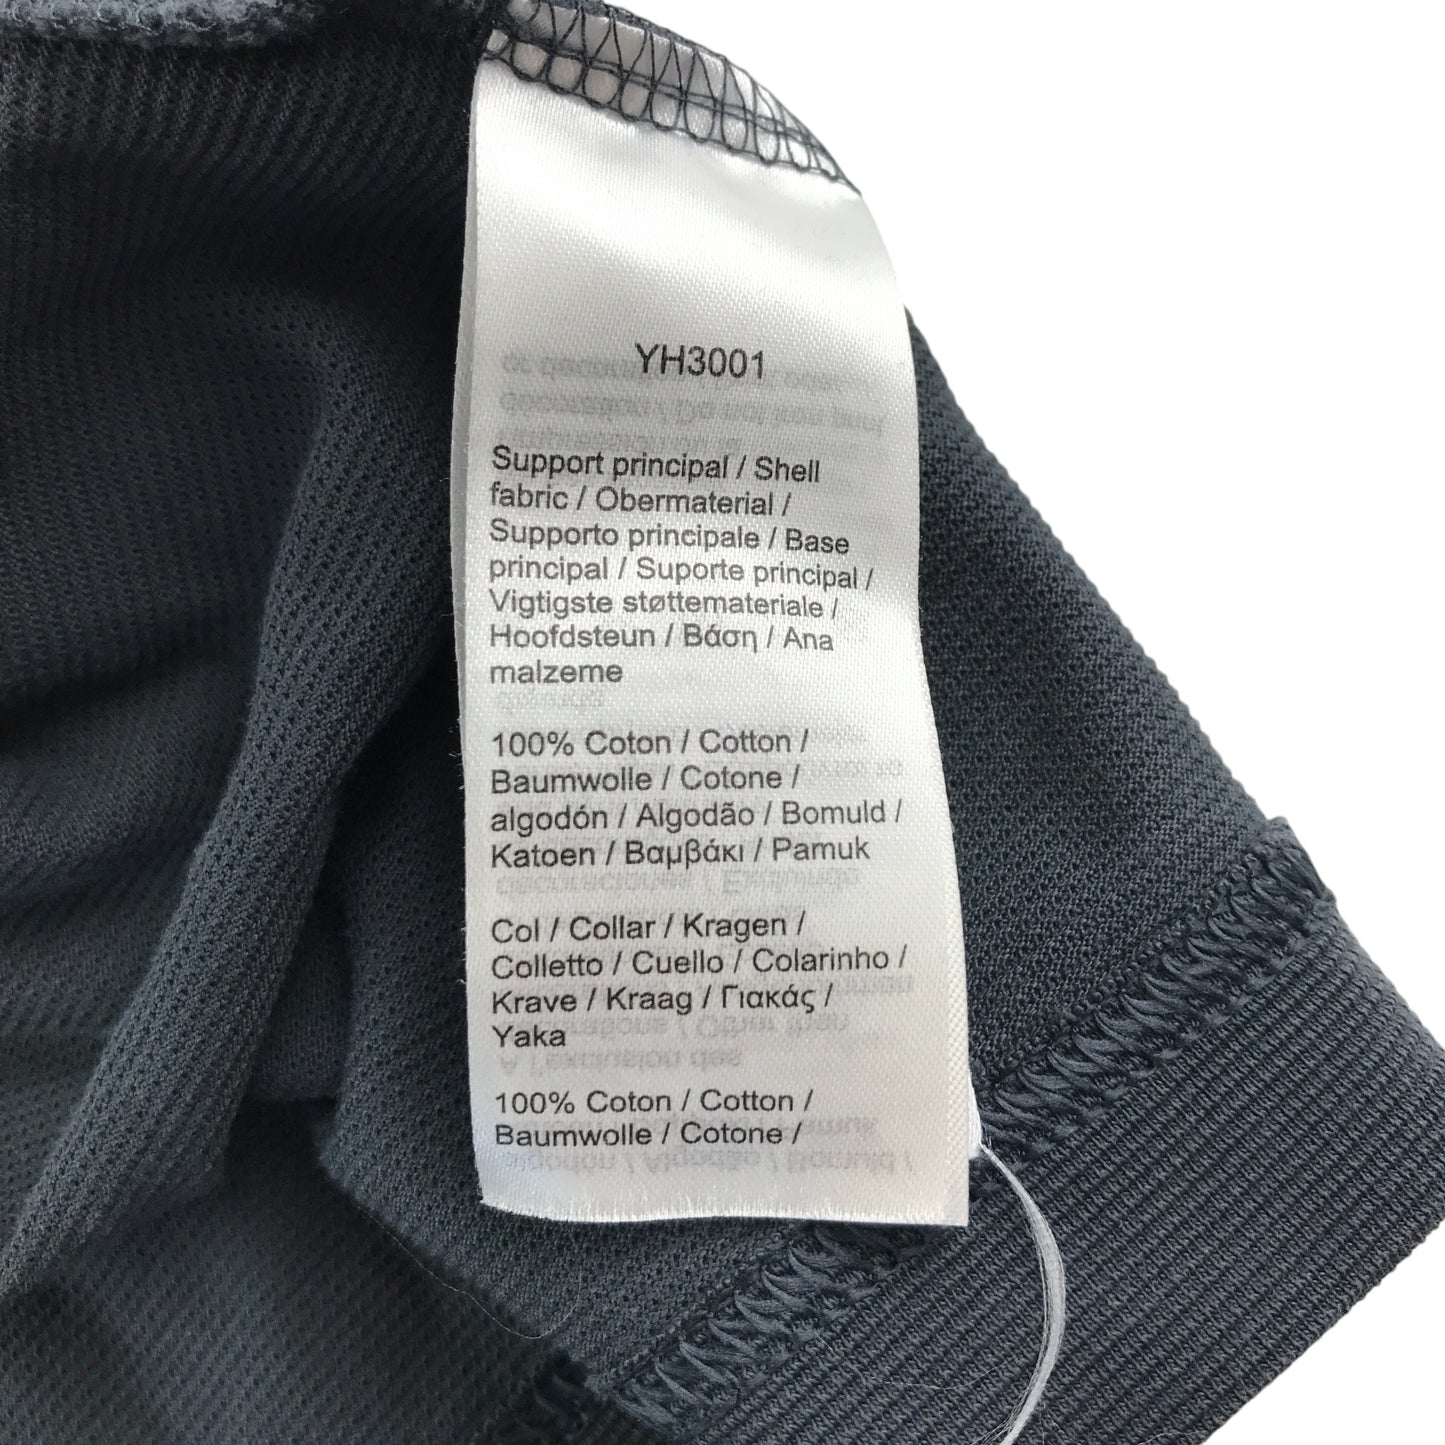 YH3001
Support principal / Shell
fabric / Obermaterial /
Supporto principale / Base
principal / Suporte principal /
Vigtigste støttemateriale /
Hoofdsteun / Βάση / Ana
malzeme
100% Coton / Cotton /
Baumwolle / Cotone /
algodón / Algodão / Bomuld /
Katoen / Βαμβάκι / Pamuk
Col / Collar / Kragen /
Colletto / Cuello / Colarinho /
Krave / Kraag / Γιακάς /
Yaka
100% Coton / Cotton /
Baumwolle / Cotone /